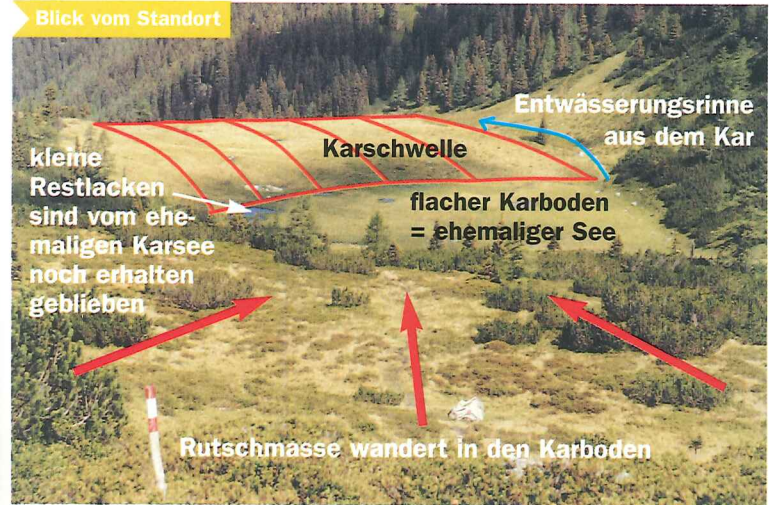 Blick vom Standort
Entwässerungsrinne
aus dem Kar
Karschwelle
kleine
Restlacken
sind vom ehe-
maligen Karsee
noch erhalten
geblieben
flacher Karboden
= ehemaliger See
Rutschmasse wandert in den Karboden